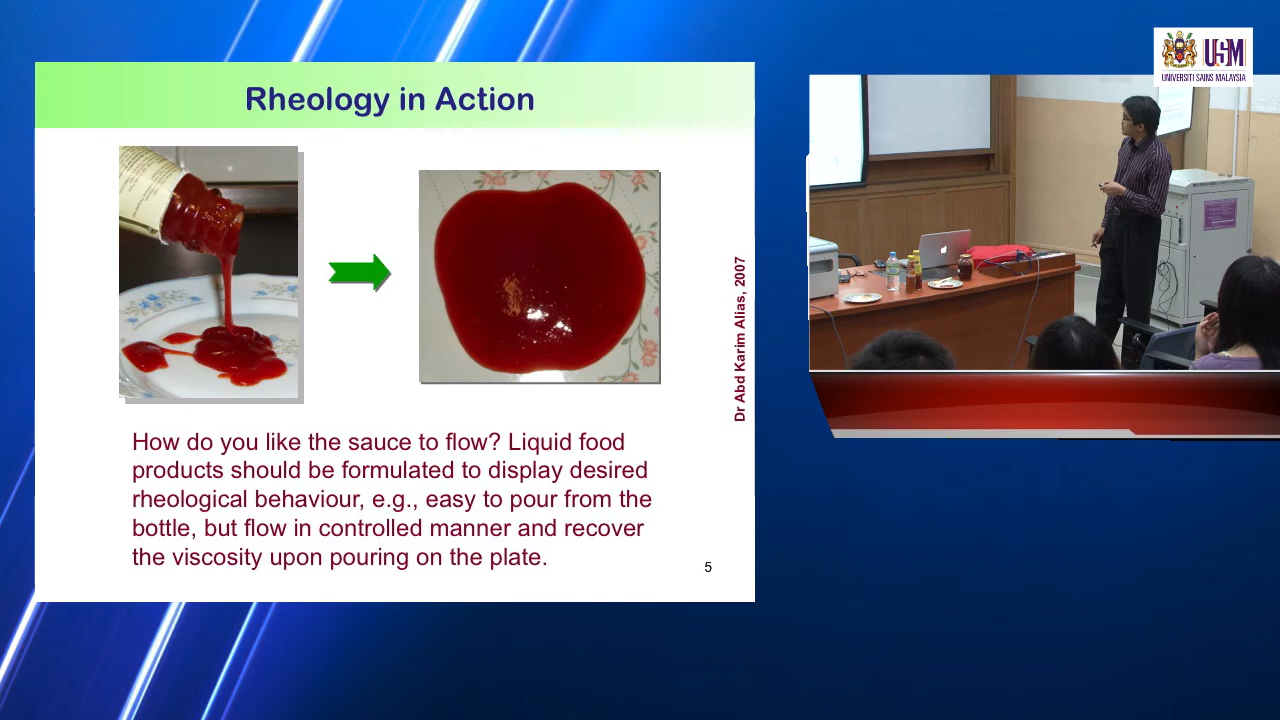 USM
UNIVERSITI SAINS MALAYSIA
Rheology in Action
Dr Abd Karim Alias, 2007
How do you like the sauce to flow? Liquid food
products should be formulated to display desired
rheological behaviour, e.g., easy to pour from the
bottle, but flow in controlled manner and recover
the viscosity upon pouring on the plate.
5